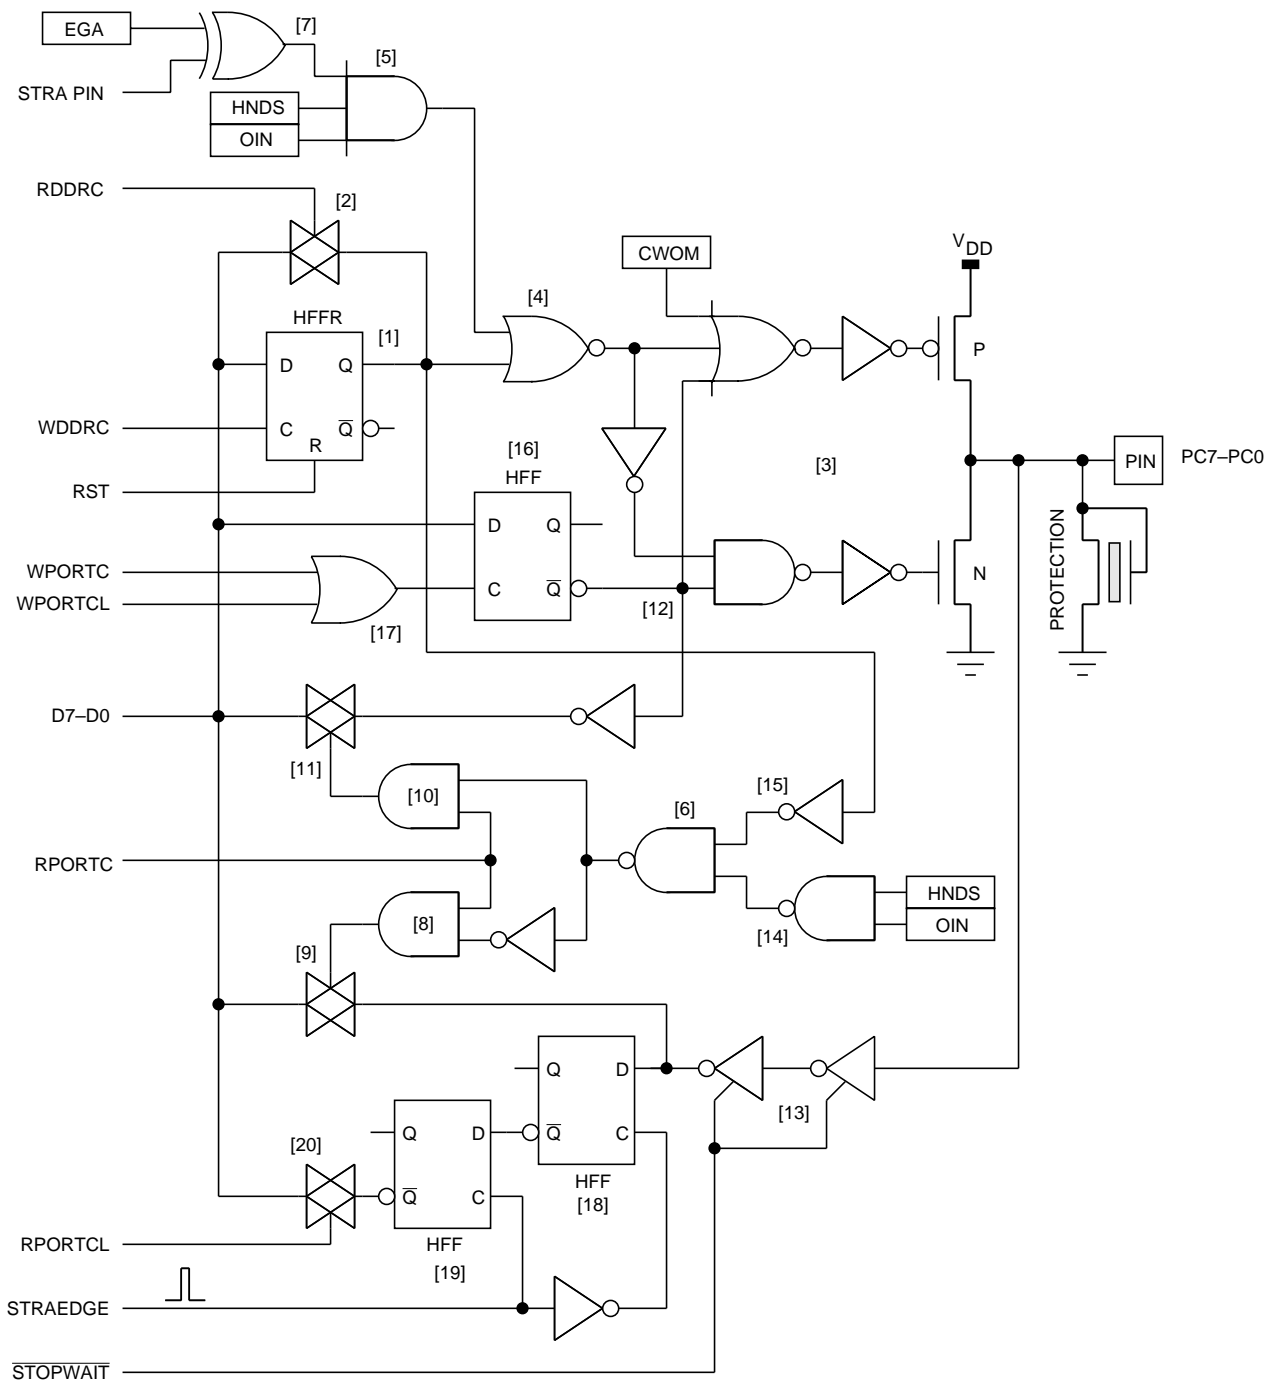 EGA
[7]
[5]
STRA PIN
HNDS
OIN
RDDRC
[2]
CWOM
VDD
[4]
HFFR
[1]
D
Q
P
WDDRC
C
Q̅
R
[16]
[3]
PIN
PC7–PC0
HFF
RST
D
Q
PROTECTION
WPORTC
N
C
Q̅
WPORTCL
[12]
[17]
D7–D0
[11]
[10]
[15]
[6]
RPORTC
HNDS
[8]
OIN
[14]
[9]
Q
D
[13]
Q
D
Q̅
C
[20]
HFF
[18]
Q̅
C
RPORTCL
HFF
[19]
STRAEDGE
S̅T̅O̅P̅W̅A̅I̅T̅